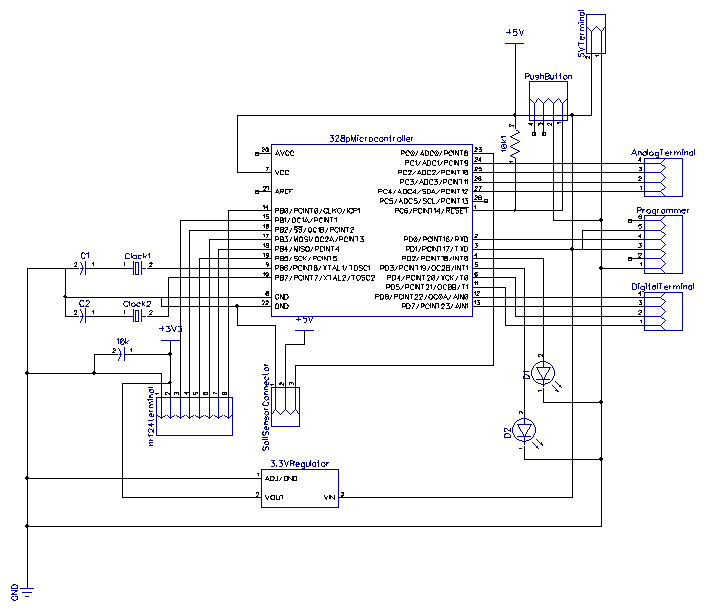 +5V
5VTerminal
2
1
PushButton
4
3
2
1
328pMicrocontroller
2
10k1
1
20
AVCC
7
VCC
21
AREF
14
PB0/PCINT0/CLKO/ICP1
15
PB1/OC1A/PCINT1
16
PB2/SS/OC1B/PCINT2
17
PB3/MOSI/OC2A/PCINT3
18
PB4/MISO/PCINT4
19
PB5/SCK/PCINT5
9
PB6/PCINT6/XTAL1/TOSC1
10
PB7/PCINT7/XTAL2/TOSC2
8
GND
22
GND
PC0/ADC0/PCINT8
23
PC1/ADC1/PCINT9
24
PC2/ADC2/PCINT10
25
PC3/ADC3/PCINT11
26
PC4/ADC4/SDA/PCINT12
27
PC5/ADC5/SCL/PCINT13
28
PC6/PCINT14/RESET
1
PD0/PCINT16/RXD
2
PD1/PCINT17/TXD
3
PD2/PCINT18/INT0
4
PD3/PCINT19/OC2B/INT1
5
PD4/PCINT20/XCK/T0
6
PD5/PCINT21/OC0B/T1
11
PD6/PCINT22/OC0A/AIN0
12
PD7/PCINT23/AIN1
13
AnalogTerminal
4
3
2
1
Programmer
6
5
4
3
2
1
DigitalTerminal
4
3
2
1
C1
2 1
Clock1
1 2
C2
2 1
Clock2
1 2
+3V3
10k
2 1
+5V
nrf24Terminal
1 2 3 4 5 6 7 8
SoilSensorConnector
1 2 3
D1
2
1
D2
2
1
3.3VRegulator
1
ADJ/GND
2
VOUT
VIN
3
GND